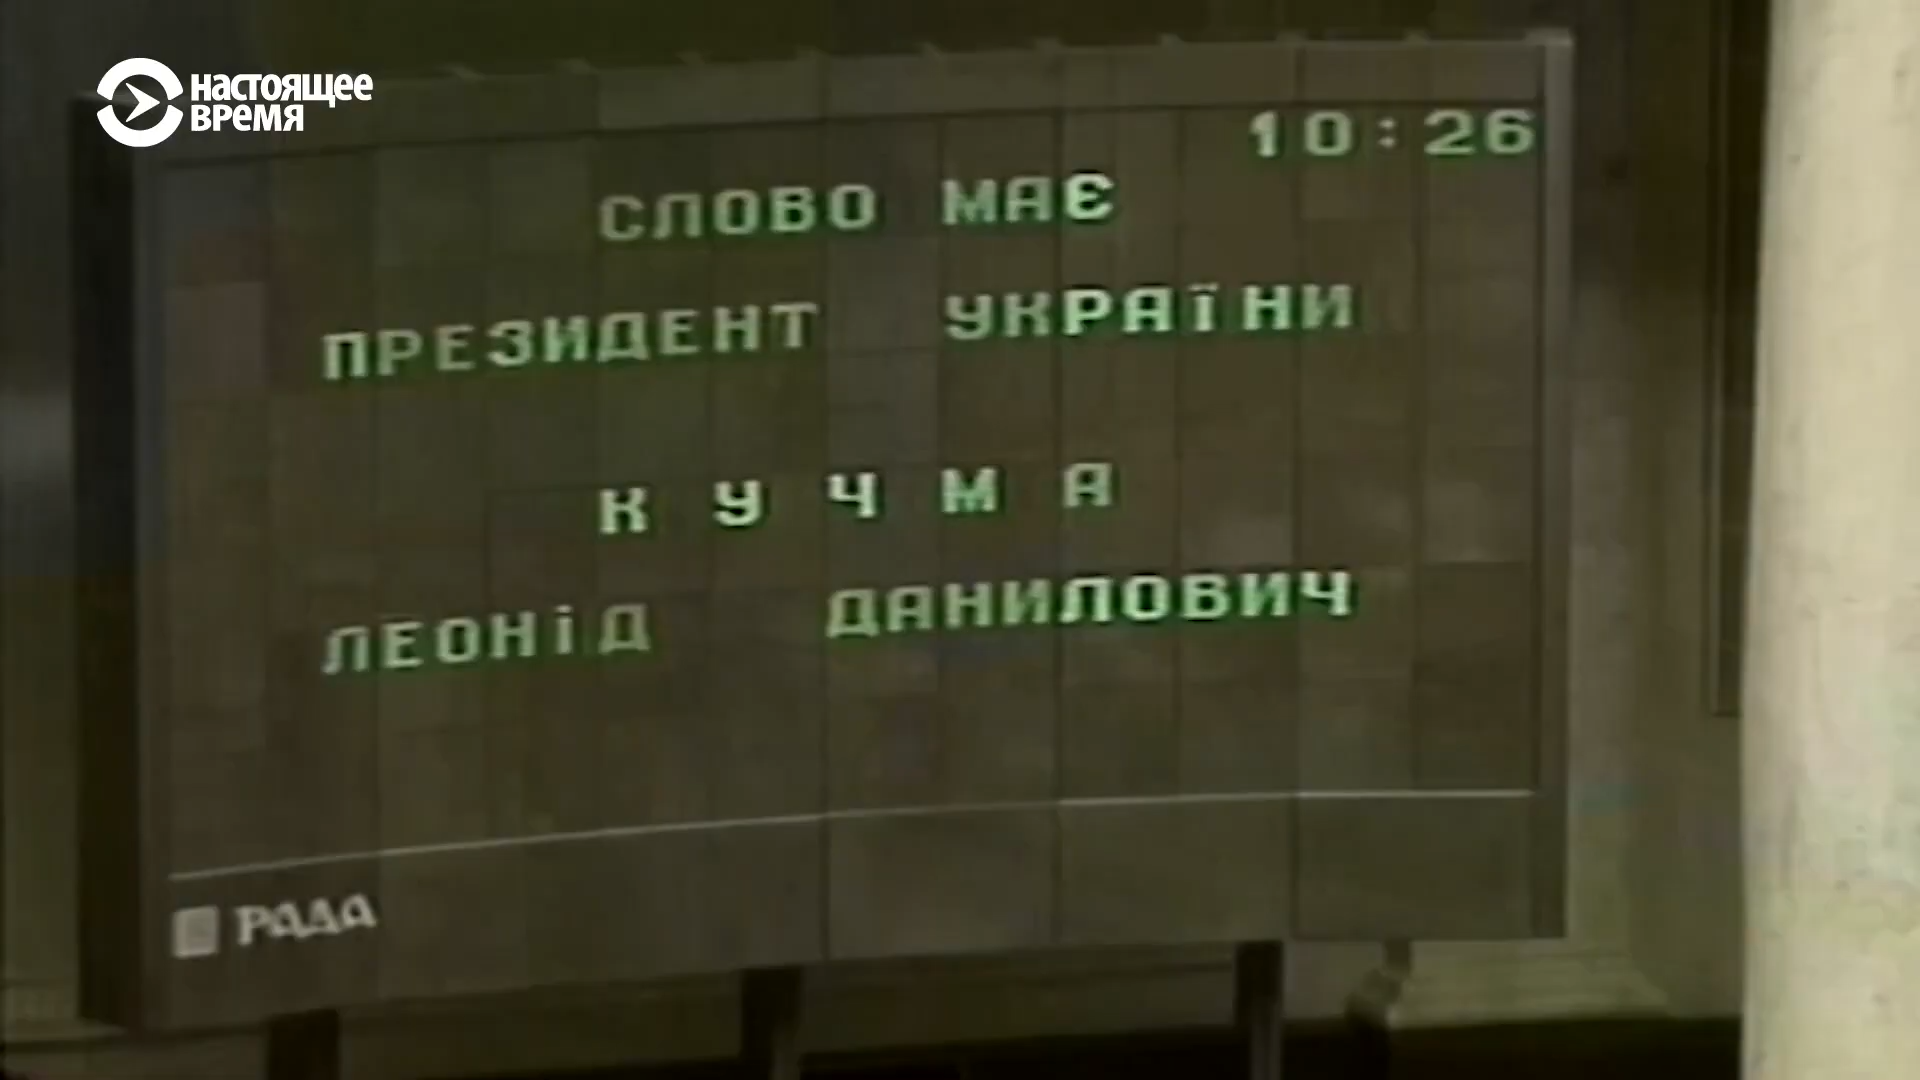 НАСТОЯЩЕЕ
ВРЕМЯ
10:26
СЛОВО МАЄ
ПРЕЗИДЕНТ УКРАЇНИ
КУЧМА
ЛЕОНІД ДАНИЛОВИЧ
РАДА